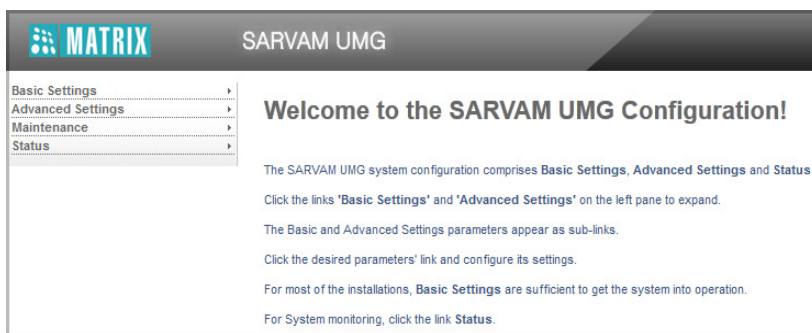 MATRIX SARVAM UMG
Basic Settings
Advanced Settings
Maintenance
Status
Welcome to the SARVAM UMG Configuration!
The SARVAM UMG system configuration comprises Basic Settings, Advanced Settings and Status
Click the links 'Basic Settings' and 'Advanced Settings' on the left pane to expand.
The Basic and Advanced Settings parameters appear as sub-links.
Click the desired parameters' link and configure its settings.
For most of the installations, Basic Settings are sufficient to get the system into operation.
For System monitoring, click the link Status.